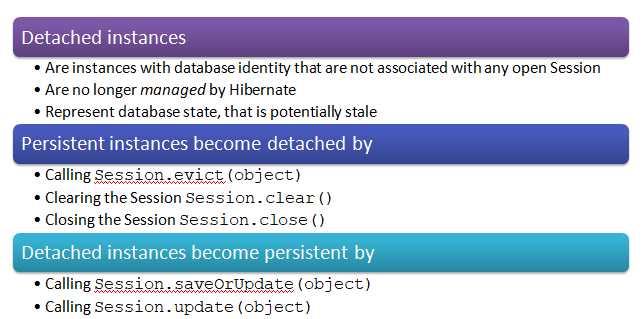 Detached instances
• Are instances with database identity that are not associated with any open Session
• Are no longer managed by Hibernate
• Represent database state, that is potentially stale
Persistent instances become detached by
• Calling Session.evict(object)
• Clearing the Session Session.clear()
• Closing the Session Session.close()
Detached instances become persistent by
• Calling Session.saveOrUpdate(object)
• Calling Session.update(object)